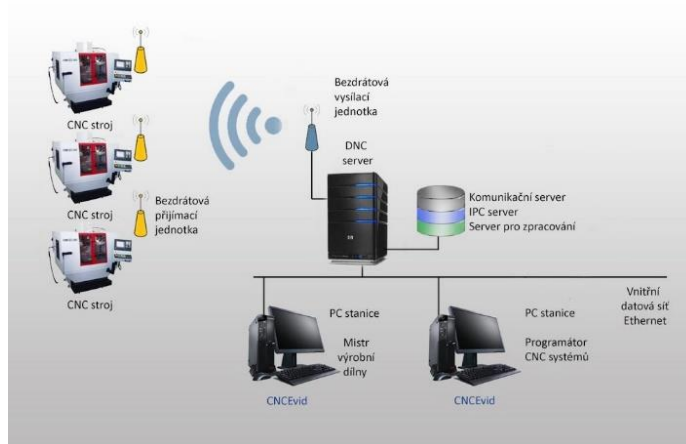 CNC stroj
CNC stroj
Bezdrátová
přijímací
jednotka
CNC stroj
Bezdrátová
vysílací
jednotka
DNC
server
Komunikační server
IPC server
Server pro zpracování
Vnitřní
datová síť
Ethernet
PC stanice
Mistr
výrobní
dílny
CNCEvid
PC stanice
Programátor
CNC systémů
CNCEvid